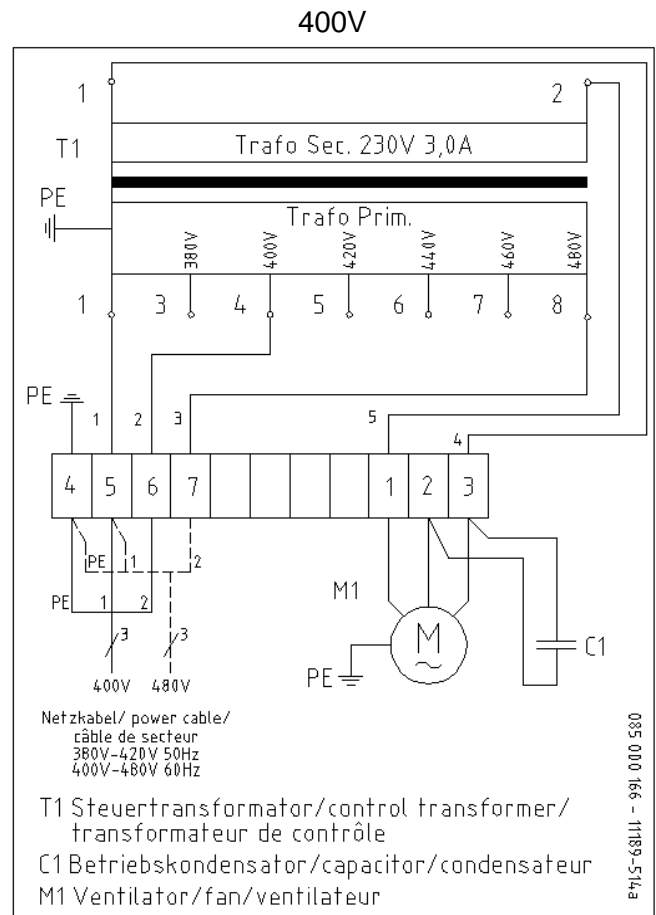 400V
1 2
T1 Trafo Sec. 230V 3,0A
PE
Trafo Prim.
380V 400V 420V 440V 460V 480V
1 3 4 5 6 7 8
PE
1 2 3 5 4
4 5 6 7 1 2 3
PE 1 2
PE 1 2
M1 M ~ C1
3 3
PE
400V 480V
Netzkabel/ power cable/
câble de secteur
380V-420V 50Hz
400V-480V 60Hz
T1 Steuertransformator/control transformer/
transformateur de contrôle
C1 Betriebskondensator/capacitor/condensateur
M1 Ventilator/fan/ventilateur
085 000 166 - 11189-514a